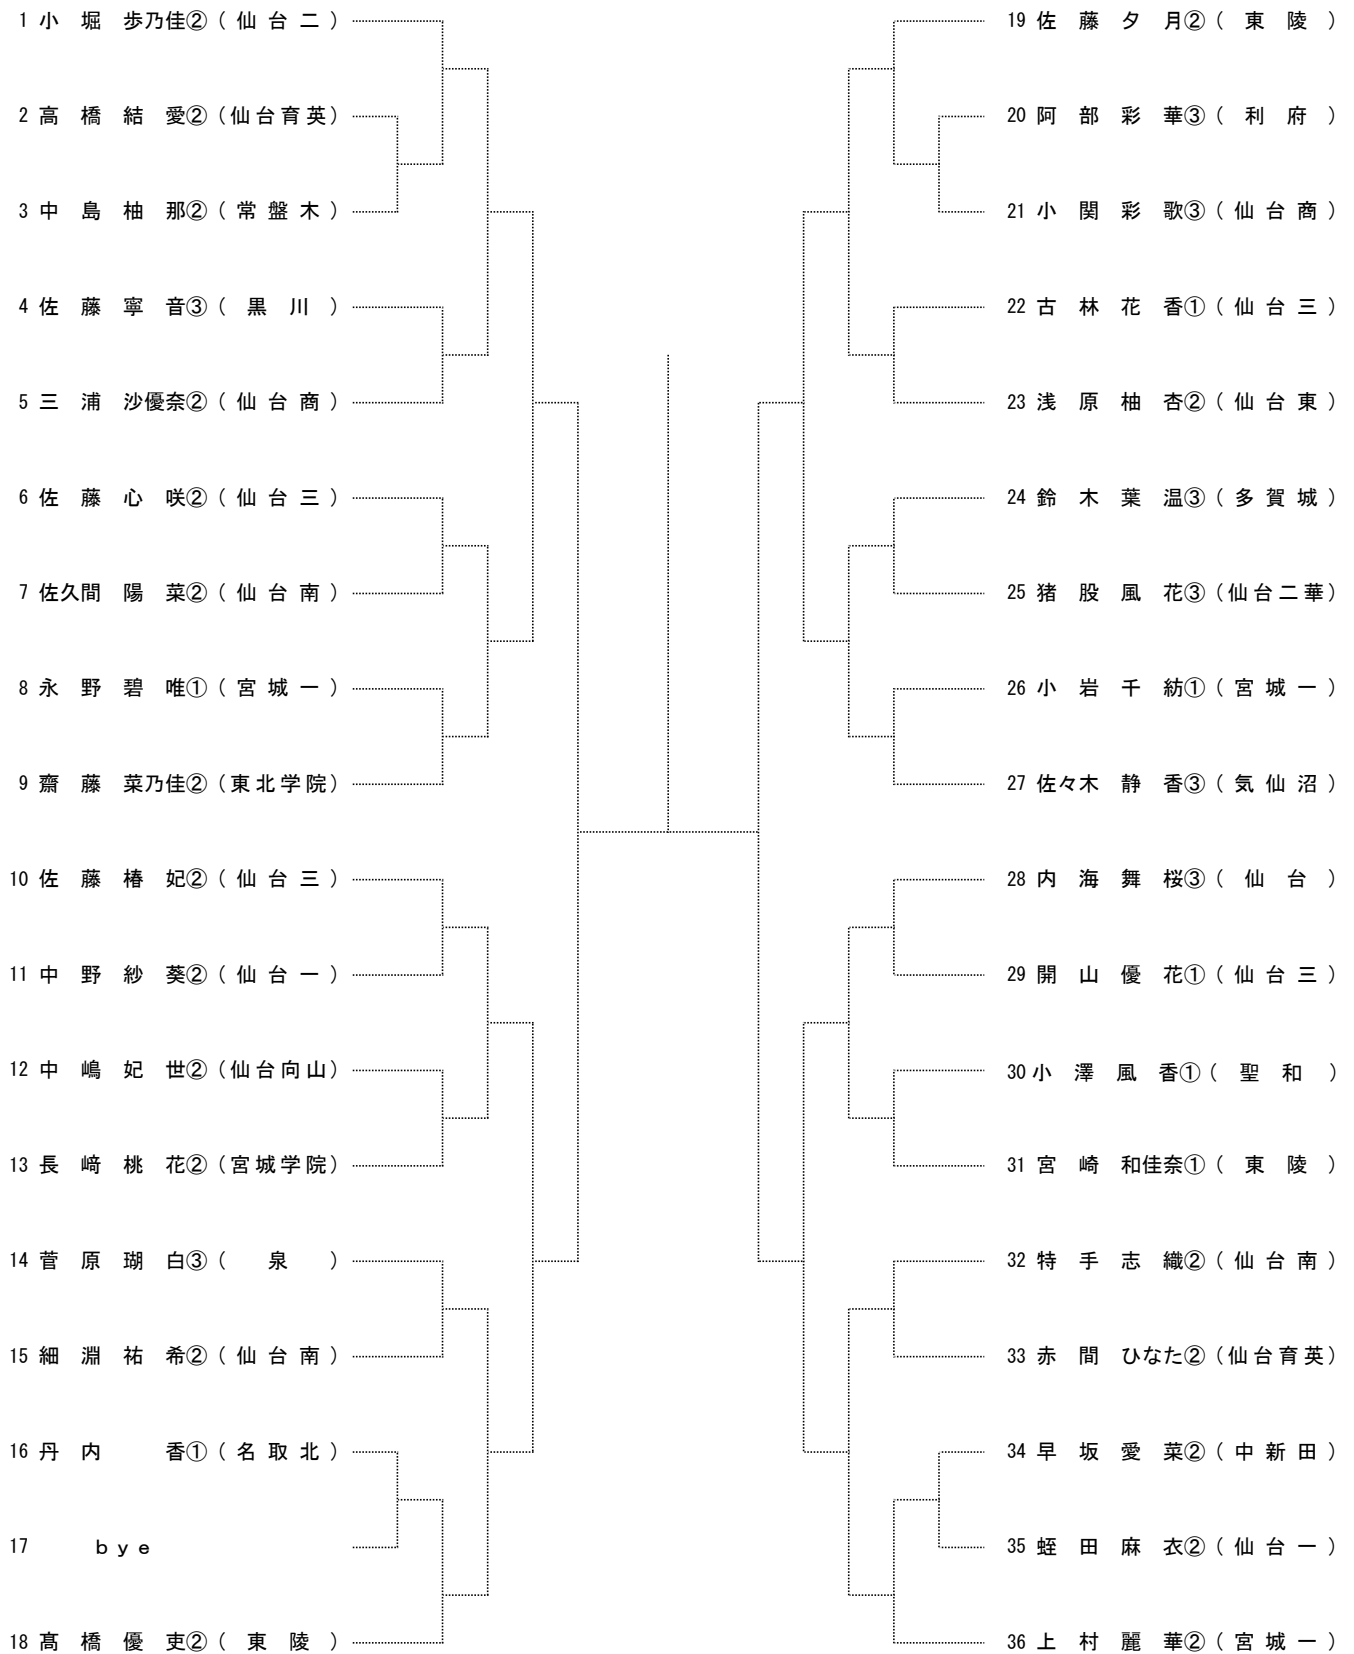 1 小　堀　歩乃佳②（仙台二）
2 高　橋　結　愛②（仙台育英）
3 中　島　柚　那②（常盤木）
4 佐　藤　寧　音③（黒　川）
5 三　浦　沙優奈②（仙台商）
6 佐　藤　心　咲②（仙台三）
7 佐久間　陽　菜②（仙台南）
8 永　野　碧　唯①（宮城一）
9 齋　藤　菜乃佳②（東北学院）
10 佐　藤　椿　妃②（仙台三）
11 中　野　紗　葵②（仙台一）
12 中　嶋　妃　世②（仙台向山）
13 長　﨑　桃　花②（宮城学院）
14 菅　原　瑚　白③（　泉　）
15 細　淵　祐　希②（仙台南）
16 丹　内　　　香①（名取北）
17 ｂｙｅ
18 髙　橋　優　吏②（東　陵）
19 佐　藤　夕　月②（東　陵）
20 阿　部　彩　華③（利　府）
21 小　関　彩　歌③（仙台商）
22 古　林　花　香①（仙台三）
23 浅　原　柚　杏②（仙台東）
24 鈴　木　葉　温③（多賀城）
25 猪　股　風　花③（仙台二華）
26 小　岩　千　紡①（宮城一）
27 佐々木　静　香③（気仙沼）
28 内　海　舞　桜③（仙　台）
29 開　山　優　花①（仙台三）
30 小　澤　風　香①（聖　和）
31 宮　崎　和佳奈①（東　陵）
32 特　手　志　織②（仙台南）
33 赤　間　ひなた②（仙台育英）
34 早　坂　愛　菜②（中新田）
35 蛭　田　麻　衣②（仙台一）
36 上　村　麗　華②（宮城一）